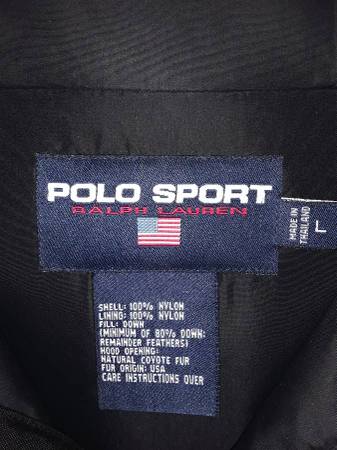 POLO SPORT
RALPH LAUREN
MADE IN
THAILAND
L
SHELL: 100% NYLON
LINING: 100% NYLON
FILL: DOWN
(MINIMUM OF 80% DOWN;
REMAINDER FEATHERS)
HOOD OPENING:
NATURAL COYOTE FUR
FUR ORIGIN: USA
CARE INSTRUCTIONS OVER